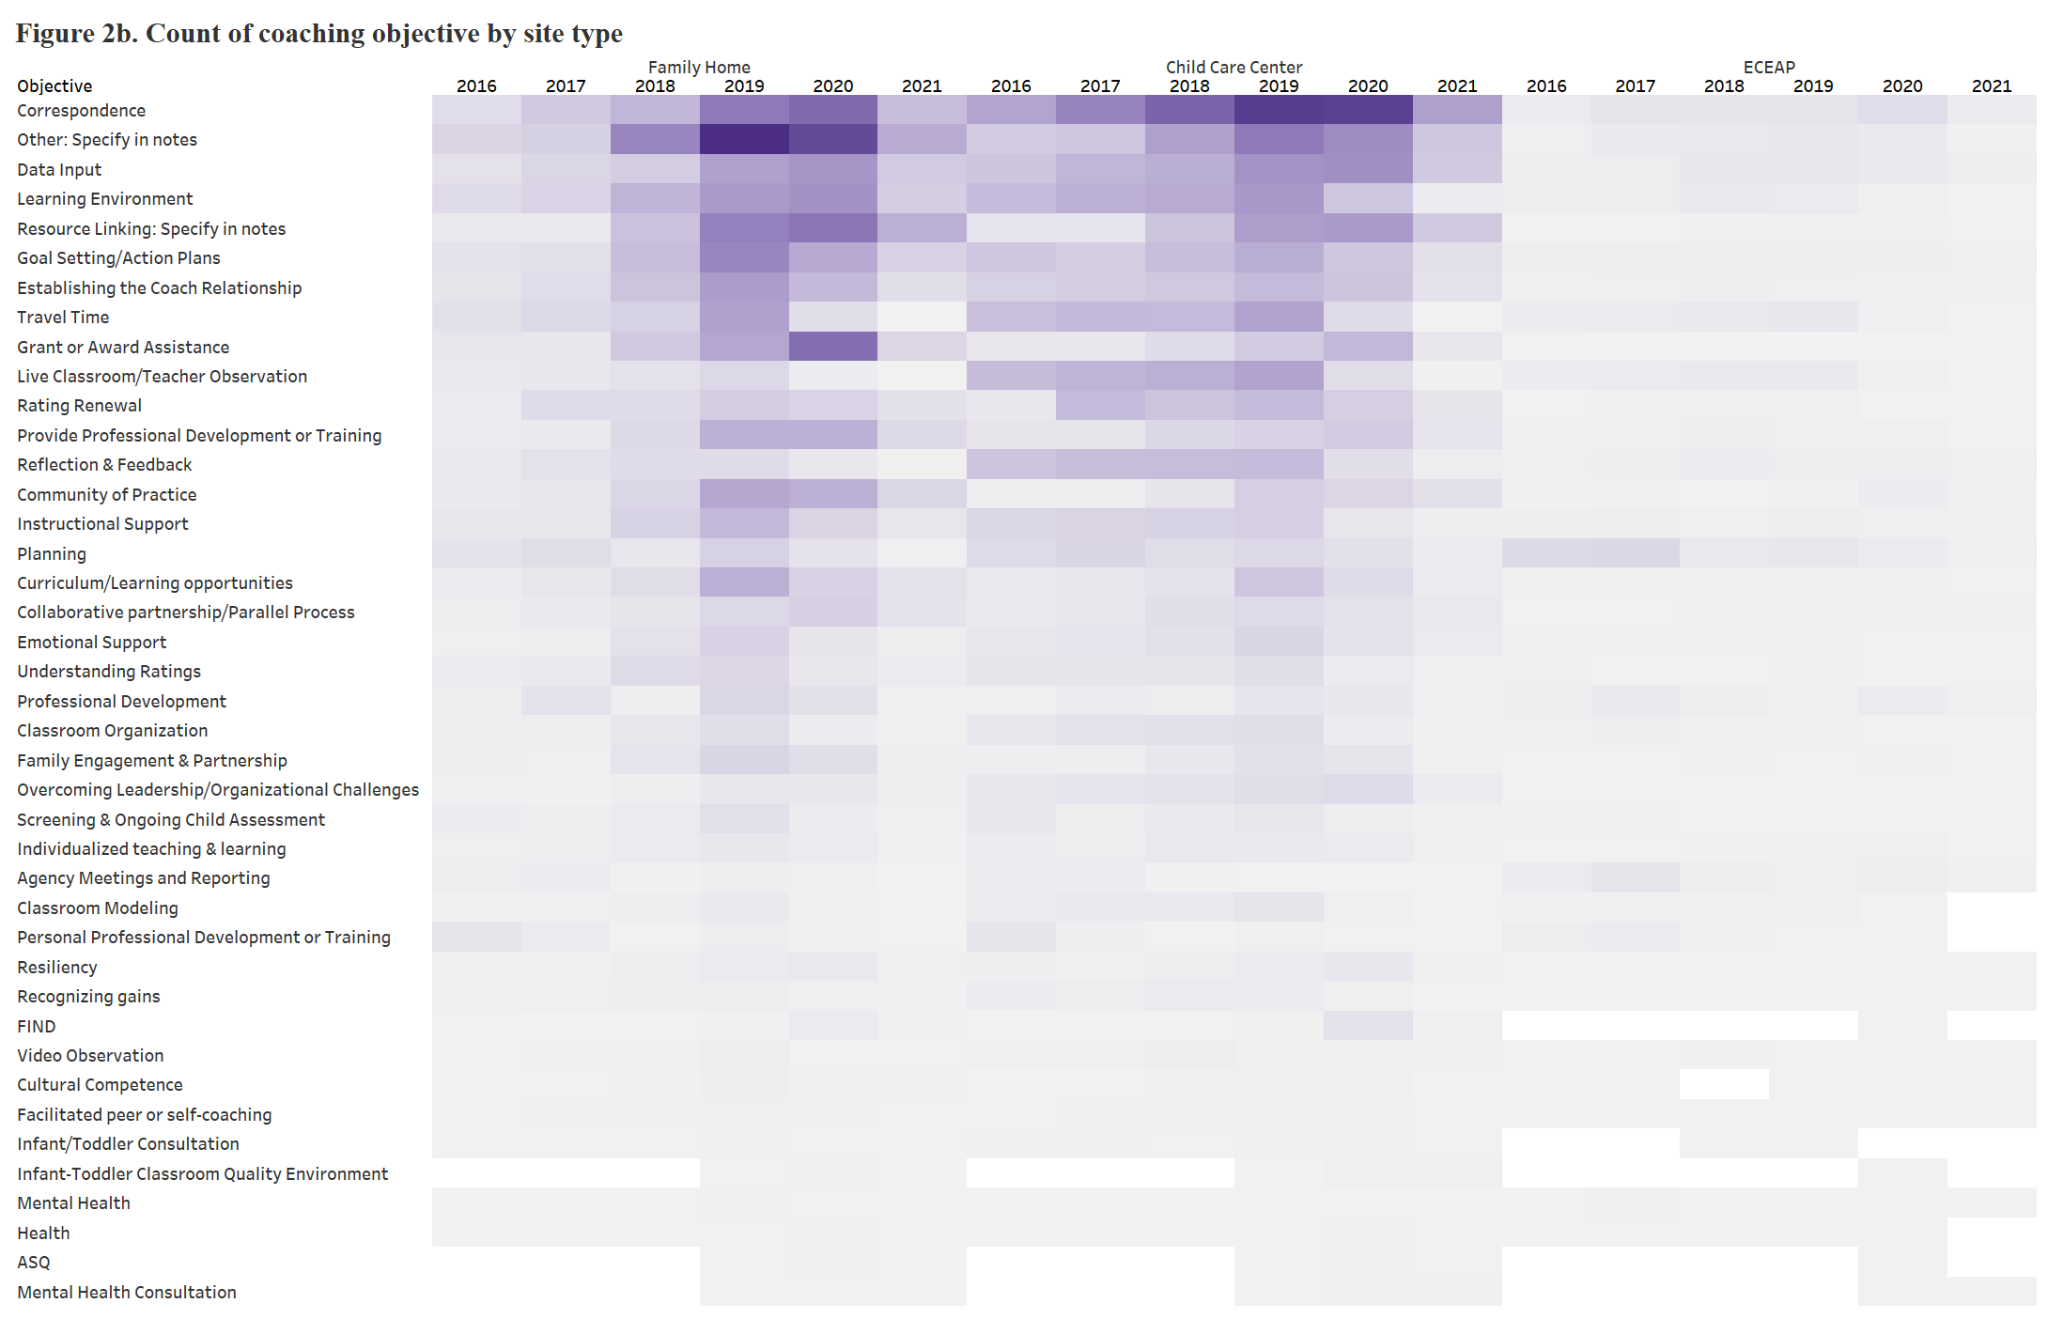 Figure 2b. Count of coaching objective by site type
Family Home Child Care Center ECEAP
Objective 2016 2017 2018 2019 2020 2021 2016 2017 2018 2019 2020 2021 2016 2017 2018 2019 2020 2021
Correspondence
Other: Specify in notes
Data Input
Learning Environment
Resource Linking: Specify in notes
Goal Setting/Action Plans
Establishing the Coach Relationship
Travel Time
Grant or Award Assistance
Live Classroom/Teacher Observation
Rating Renewal
Provide Professional Development or Training
Reflection & Feedback
Community of Practice
Instructional Support
Planning
Curriculum/Learning opportunities
Collaborative partnership/Parallel Process
Emotional Support
Understanding Ratings
Professional Development
Classroom Organization
Family Engagement & Partnership
Overcoming Leadership/Organizational Challenges
Screening & Ongoing Child Assessment
Individualized teaching & learning
Agency Meetings and Reporting
Classroom Modeling
Personal Professional Development or Training
Resiliency
Recognizing gains
FIND
Video Observation
Cultural Competence
Facilitated peer or self-coaching
Infant/Toddler Consultation
Infant-Toddler Classroom Quality Environment
Mental Health
Health
ASQ
Mental Health Consultation